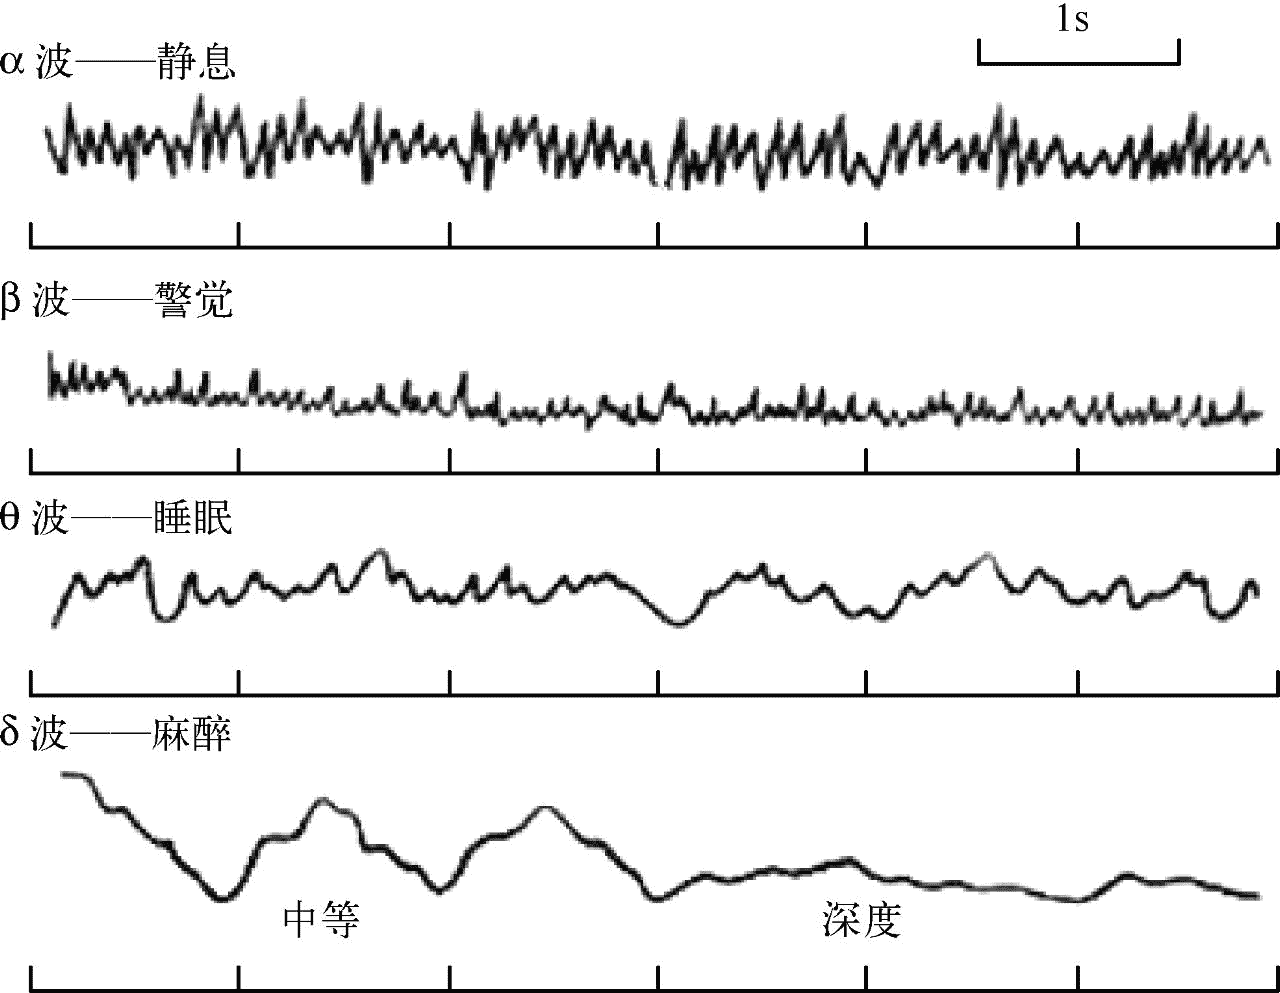 1s
α 波——静息
β 波——警觉
θ 波——睡眠
δ 波——麻醉
中等
深度